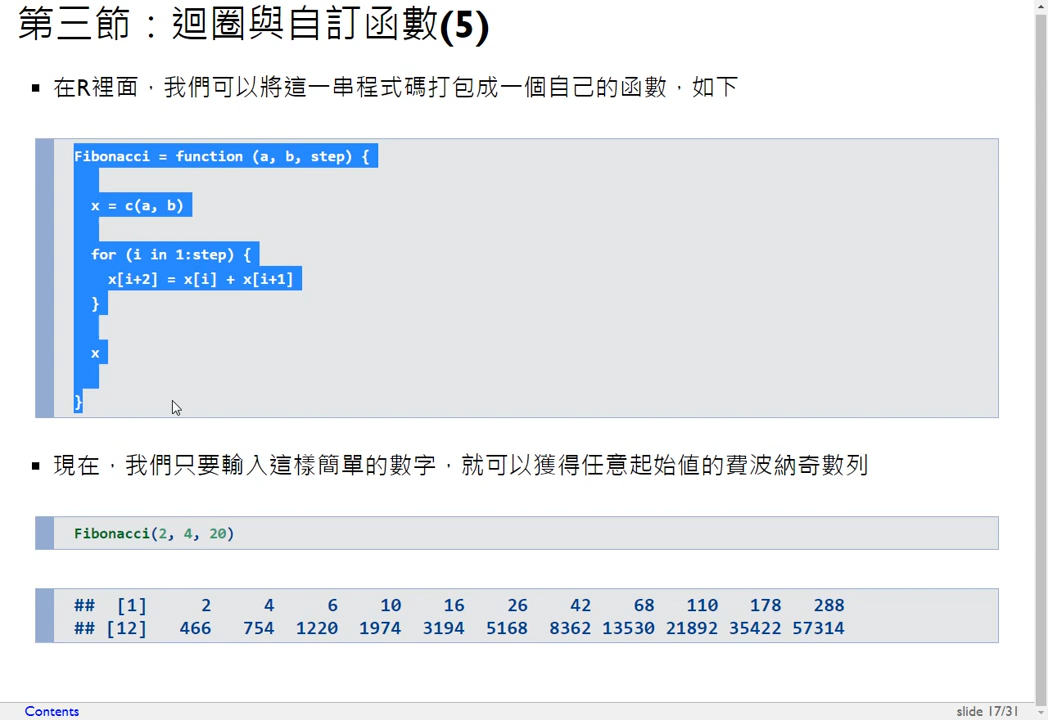 第三節：迴圈與自訂函數(5)
▪ 在R裡面，我們可以將這一串程式碼打包成一個自己的函數，如下
Fibonacci = function (a, b, step) {
x = c(a, b)
for (i in 1:step) {
x[i+2] = x[i] + x[i+1]
}
x
}
▪ 現在，我們只要輸入這樣簡單的數字，就可以獲得任意起始值的費波納奇數列
Fibonacci(2, 4, 20)
## [1] 2 4 6 10 16 26 42 68 110 178 288
## [12] 466 754 1220 1974 3194 5168 8362 13530 21892 35422 57314
Contents slide 17/31